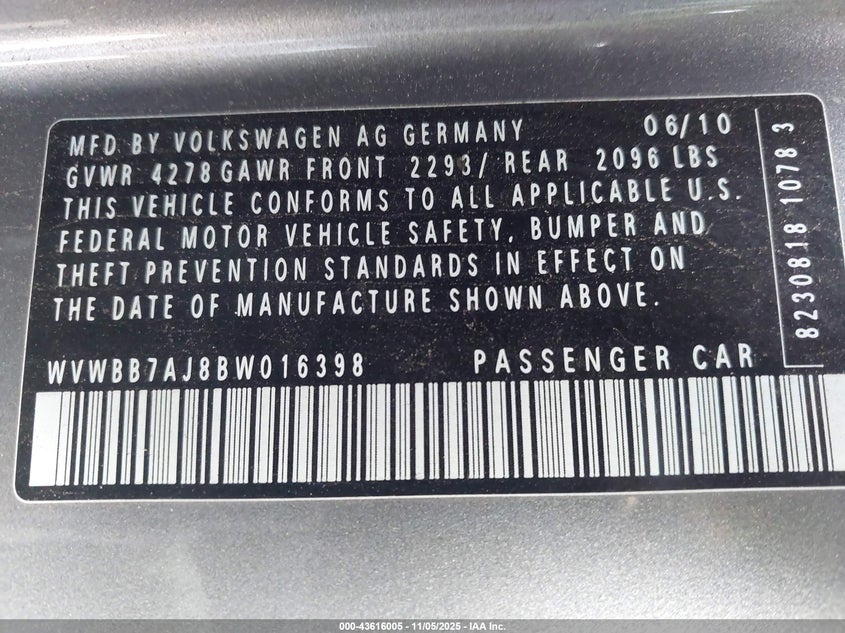 MFD BY VOLKSWAGEN AG GERMANY 06/10
GVWR 4278 GAWR FRONT 2293/ REAR 2096 LBS
THIS VEHICLE CONFORMS TO ALL APPLICABLE U.S.
FEDERAL MOTOR VEHICLE SAFETY, BUMPER AND
THEFT PREVENTION STANDARDS IN EFFECT ON
THE DATE OF MANUFACTURE SHOWN ABOVE.
WVWBB7AJ8BW016398 PASSENGER CAR
8230818 1078 3
000-43616005 - 11/05/2025 - IAA Inc.